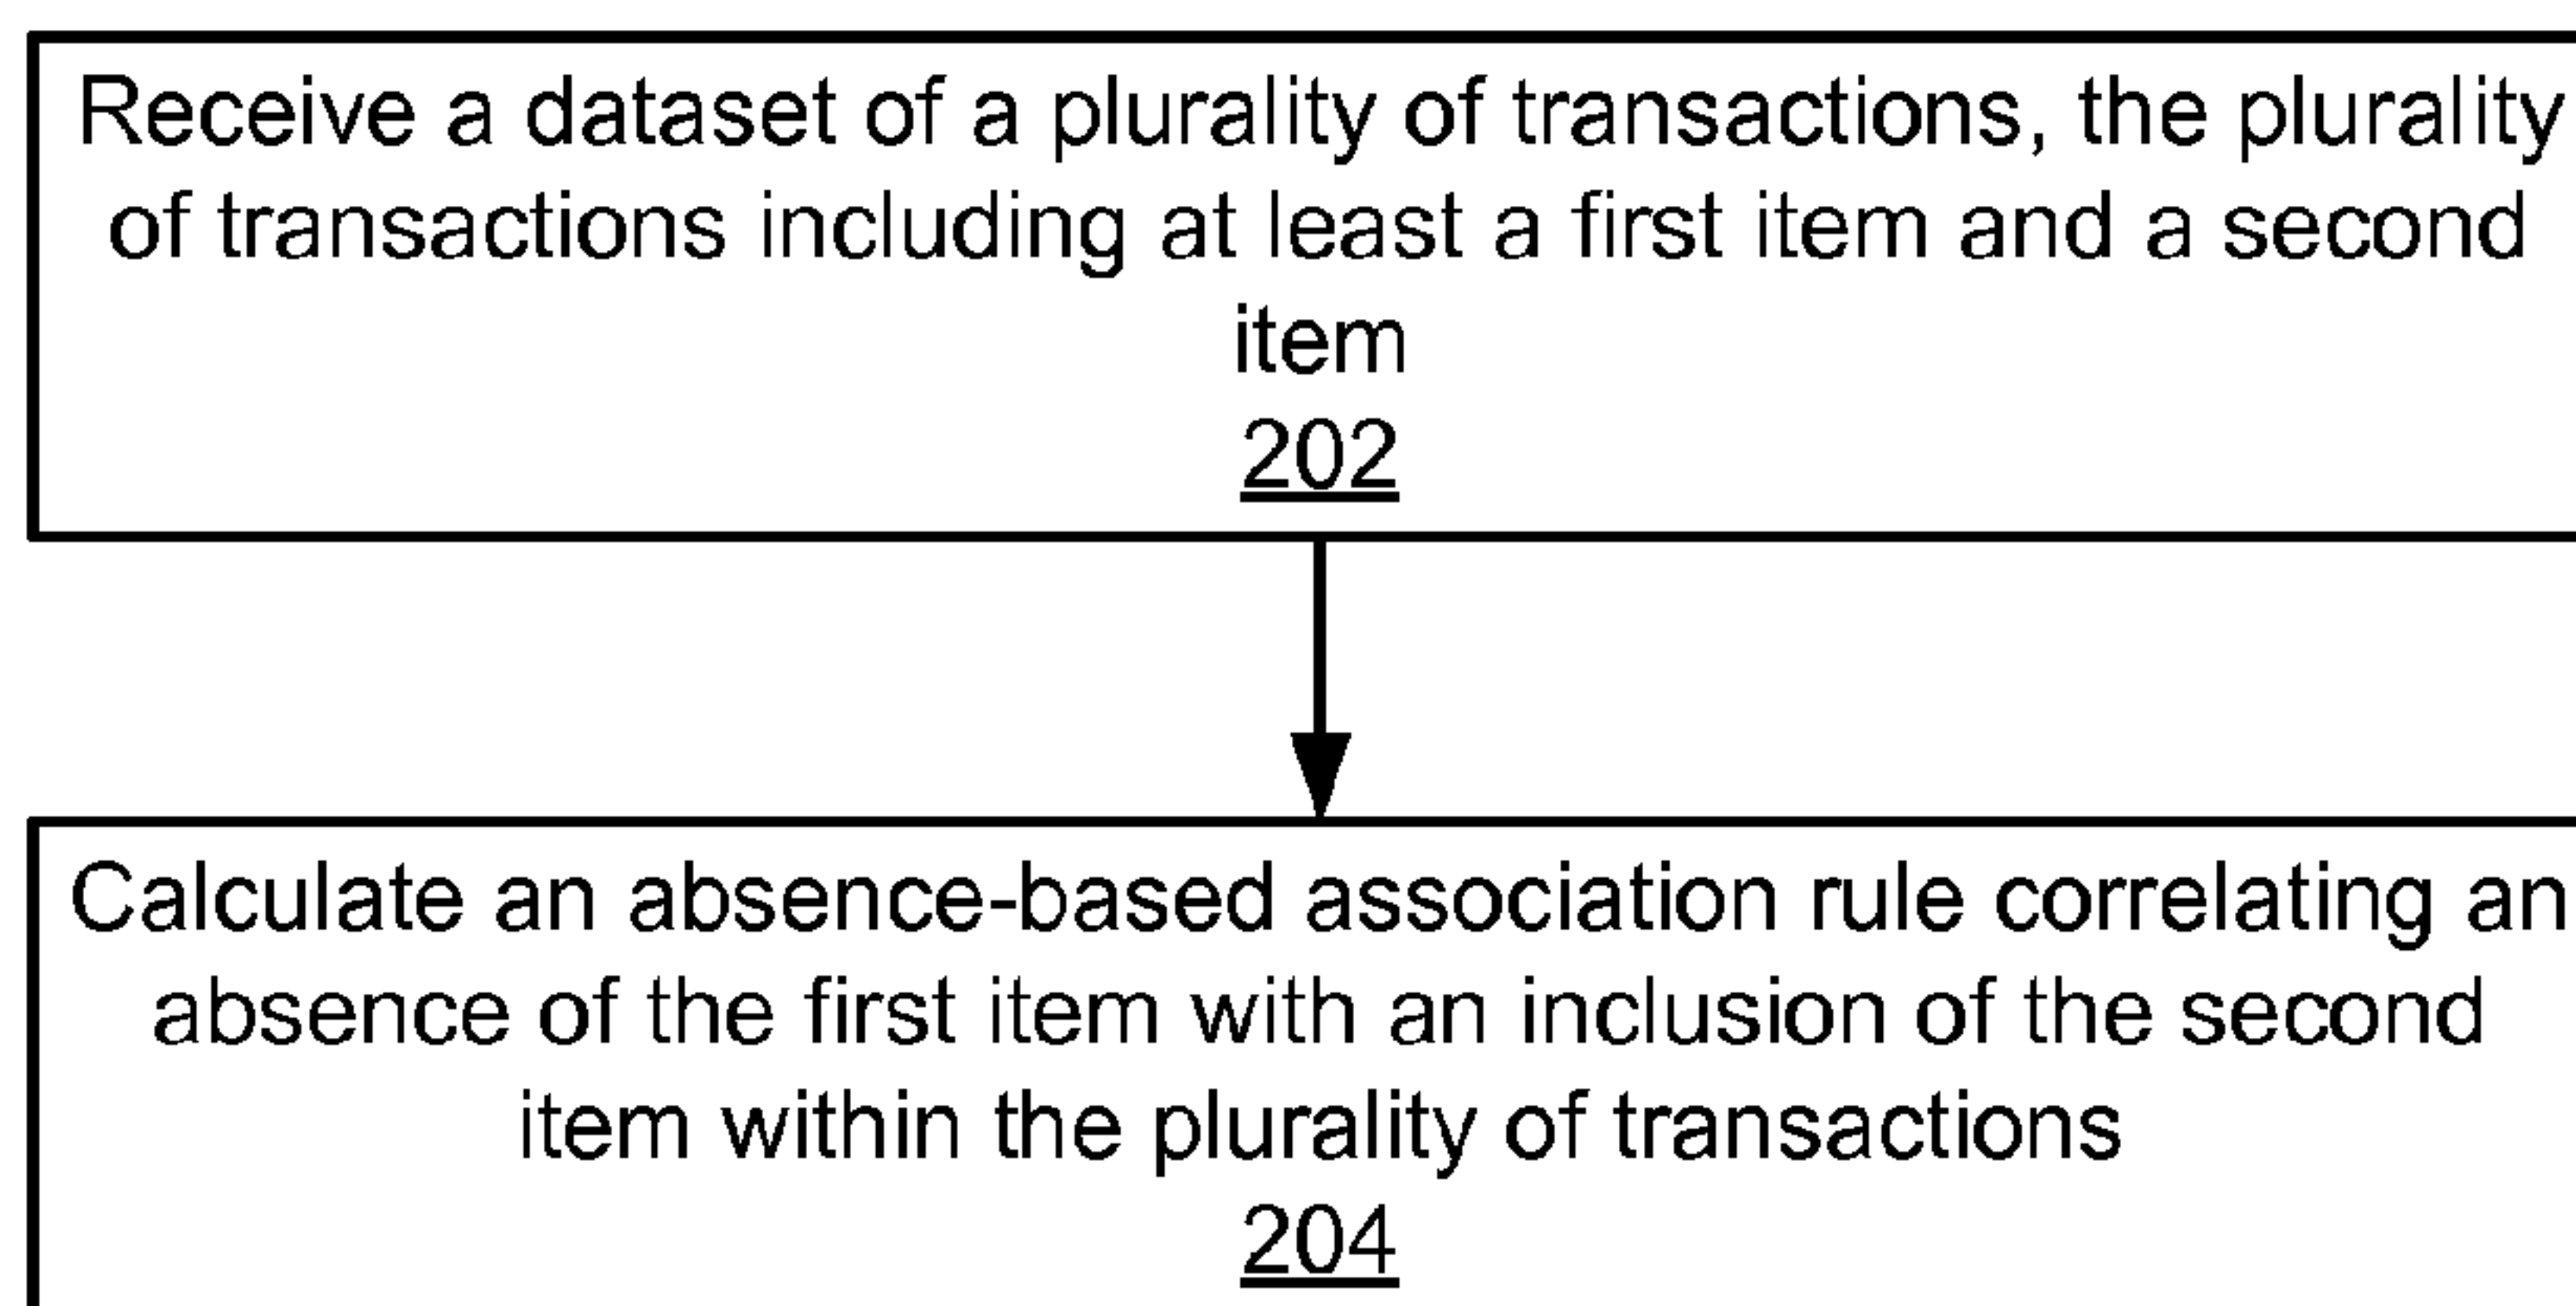 Receive a dataset of a plurality of transactions, the plurality
of transactions including at least a first item and a second
item
202
Calculate an absence-based association rule correlating an
absence of the first item with an inclusion of the second
item within the plurality of transactions
204